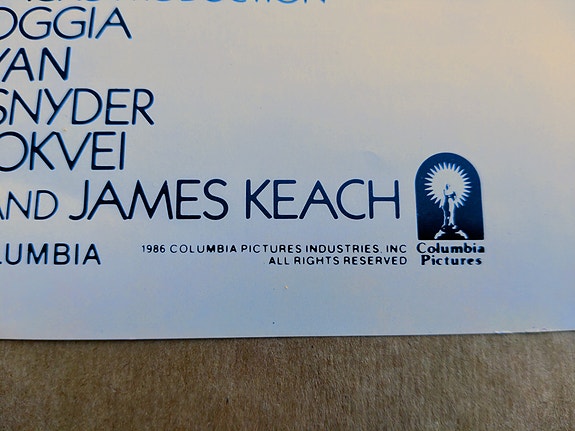 OGGIA
YAN
SNYDER
OKVEI
AND JAMES KEACH
LUMBIA
1986 COLUMBIA PICTURES INDUSTRIES, INC
ALL RIGHTS RESERVED
Columbia
Pictures